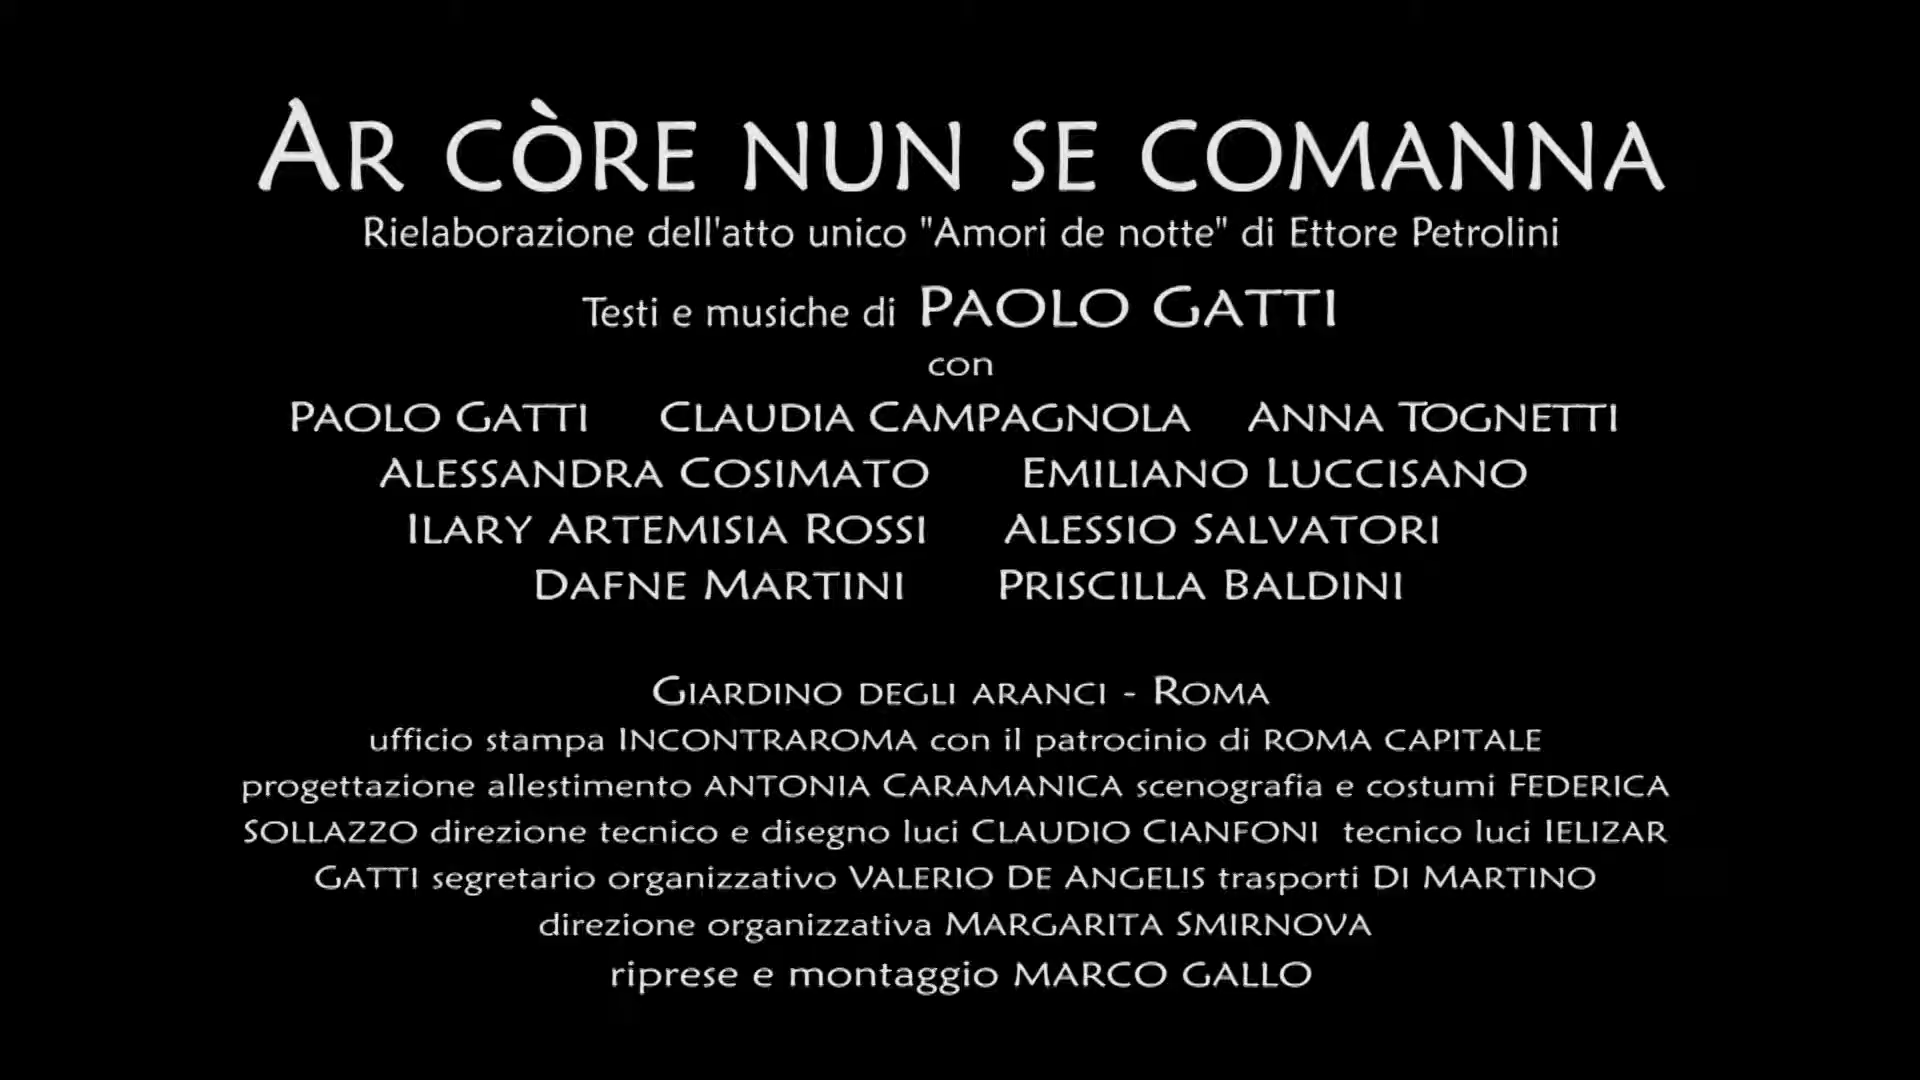 AR CÒRE NUN SE COMANNA
Rielaborazione dell'atto unico "Amori de notte" di Ettore Petrolini
Testi e musiche di PAOLO GATTI
con
PAOLO GATTI CLAUDIA CAMPAGNOLA ANNA TOGNETTI
ALESSANDRA COSIMATO EMILIANO LUCCISANO
ILARY ARTEMISIA ROSSI ALESSIO SALVATORI
DAFNE MARTINI PRISCILLA BALDINI
GIARDINO DEGLI ARANCI - ROMA
ufficio stampa INCONTRAROMA con il patrocinio di ROMA CAPITALE
progettazione allestimento ANTONIA CARAMANICA scenografia e costumi FEDERICA
SOLLAZZO direzione tecnico e disegno luci CLAUDIO CIANFONI tecnico luci IELIZAR
GATTI segretario organizzativo VALERIO DE ANGELIS trasporti DI MARTINO
direzione organizzativa MARGARITA SMIRNOVA
riprese e montaggio MARCO GALLO